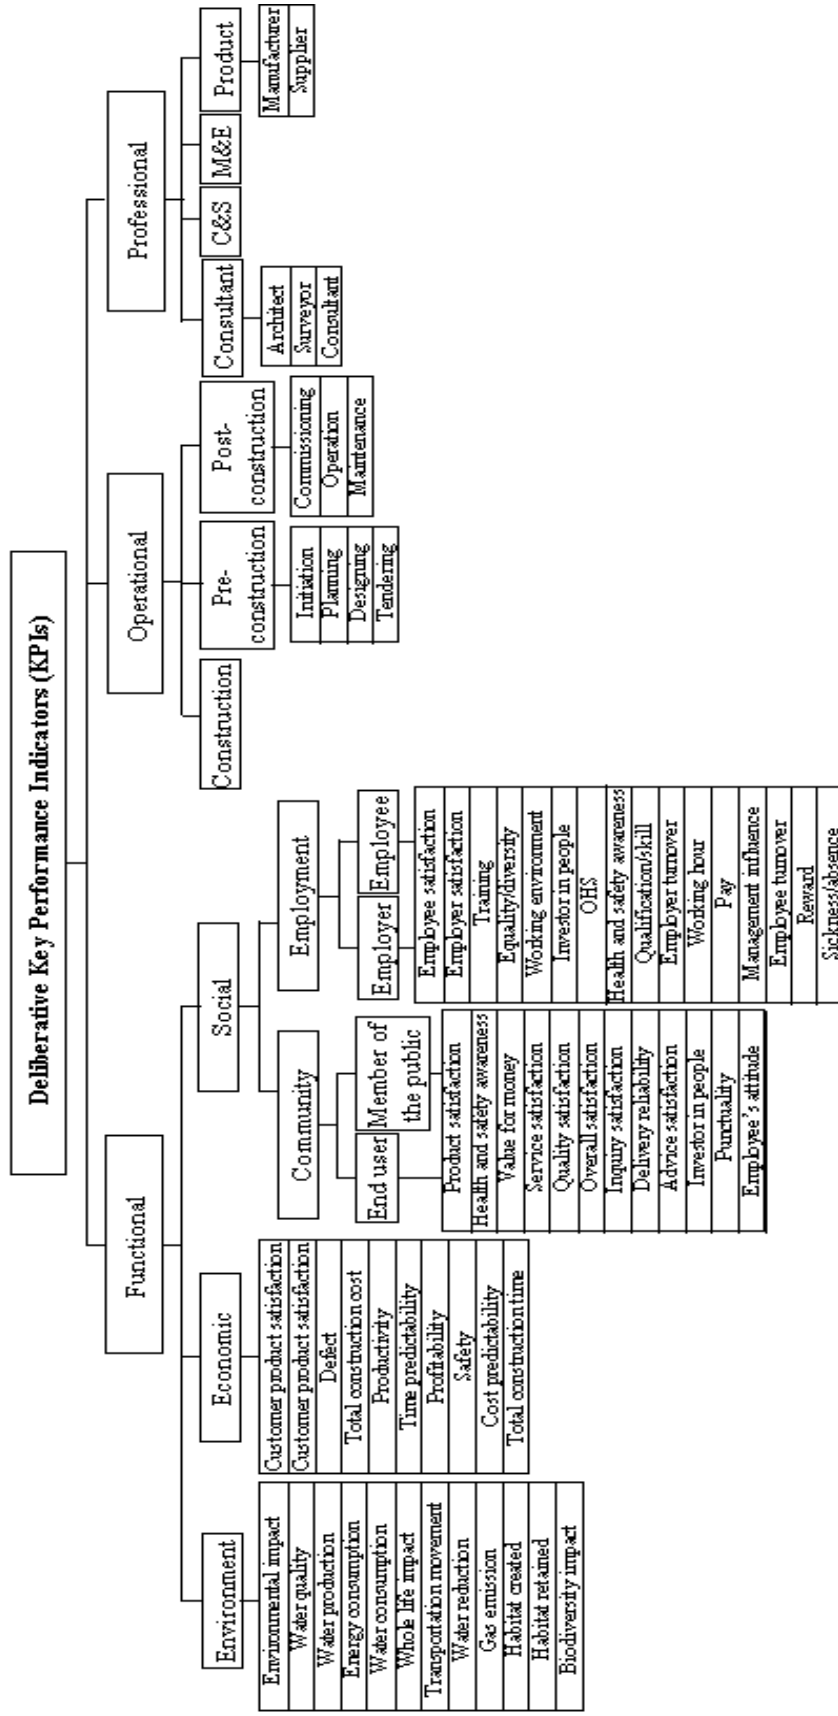 Deliberative Key Performance Indicators (KPIs)
Functional
Operational
Professional
Environment
Economic
Social
Construction
Pre-
construction
Post-
construction
Consultant
C&S
M&E
Product
Environmental impact
Water quality
Water production
Energy consumption
Water consumption
Whole life impact
Transportation movement
Water reduction
Gas emission
Habitat created
Habitat retained
Biodiversity impact
Customer product satisfaction
Customer product satisfaction
Defect
Total construction cost
Productivity
Time predictability
Profitability
Safety
Cost predictability
Total construction time
Community
Employment
End user
Member of
the public
Employer
Employee
Product satisfaction
Health and safety awareness
Value for money
Service satisfaction
Quality satisfaction
Overall satisfaction
Inquiry satisfaction
Delivery reliability
Advice satisfaction
Investor in people
Punctuality
Employee's attitude
Employee satisfaction
Employer satisfaction
Training
Equality/diversity
Working environment
Investor in people
OHS
Health and safety awareness
Qualification/skill
Employer turnover
Working hour
Pay
Management influence
Employee turnover
Reward
Sickness/absence
Initiation
Planning
Designing
Tendering
Commissioning
Operation
Maintenance
Architect
Surveyor
Consultant
Manufacturer
Supplier